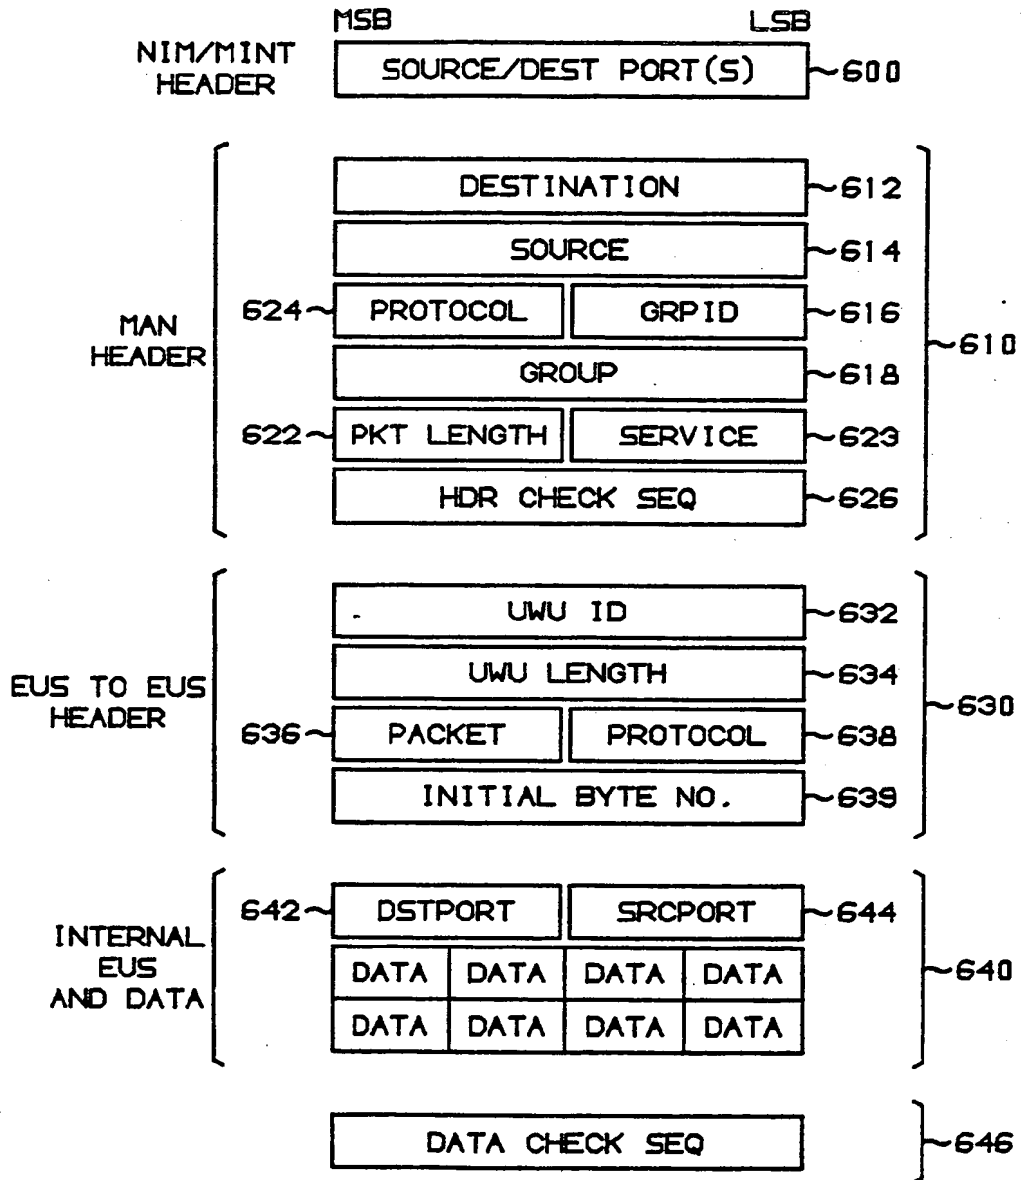 MSB LSB
NIM/MINT HEADER SOURCE/DEST PORT(S) 600
MAN HEADER 610
DESTINATION 612
SOURCE 614
624 PROTOCOL GRPID 616
GROUP 618
622 PKT LENGTH SERVICE 623
HDR CHECK SEQ 626
EUS TO EUS HEADER 630
UWU ID 632
UWU LENGTH 634
636 PACKET PROTOCOL 638
INITIAL BYTE NO. 639
INTERNAL EUS AND DATA 640
642 DSTPORT SRCPORT 644
DATA DATA DATA DATA
DATA DATA DATA DATA
DATA CHECK SEQ 646